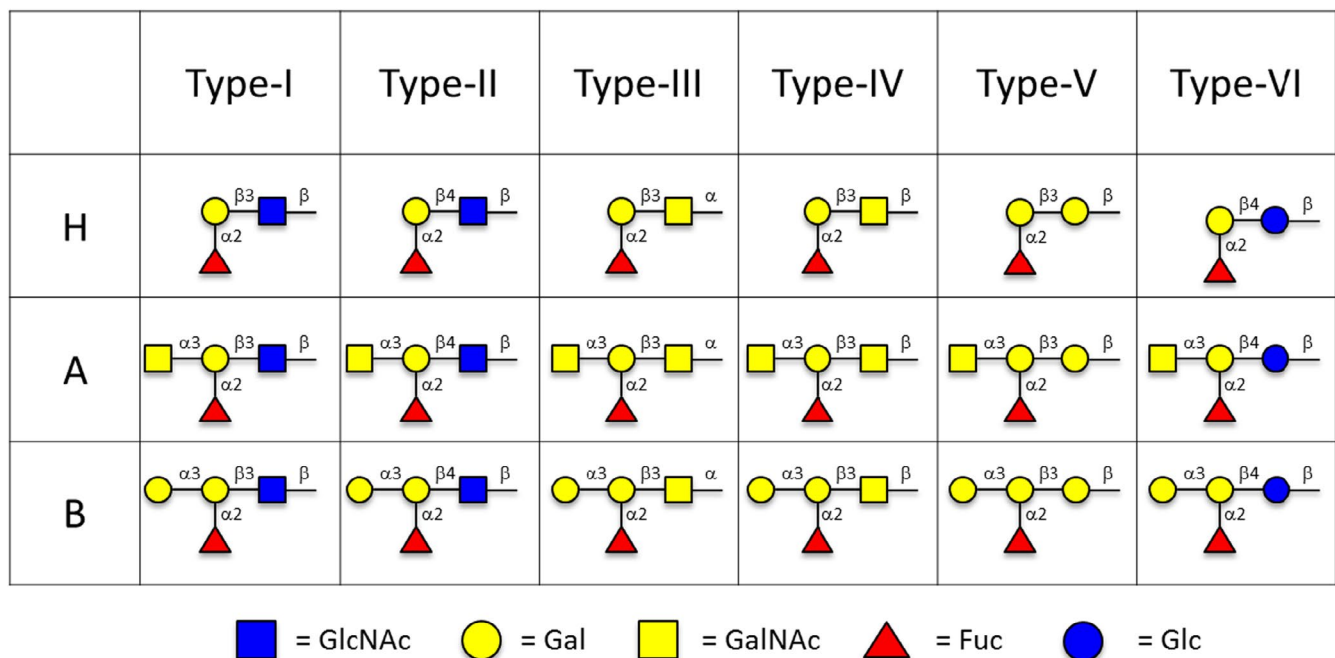 Type-I Type-II Type-III Type-IV Type-V Type-VI
H
β3 β β4 β β3 α β3 β β3 β β4 β
α2 α2 α2 α2 α2 α2
A
α3 β3 β α3 β4 β α3 β3 α α3 β3 β α3 β3 β α3 β4 β
α2 α2 α2 α2 α2 α2
B
α3 β3 β α3 β4 β α3 β3 α α3 β3 β α3 β3 β α3 β4 β
α2 α2 α2 α2 α2 α2
= GlcNAc = Gal = GalNAc = Fuc = Glc